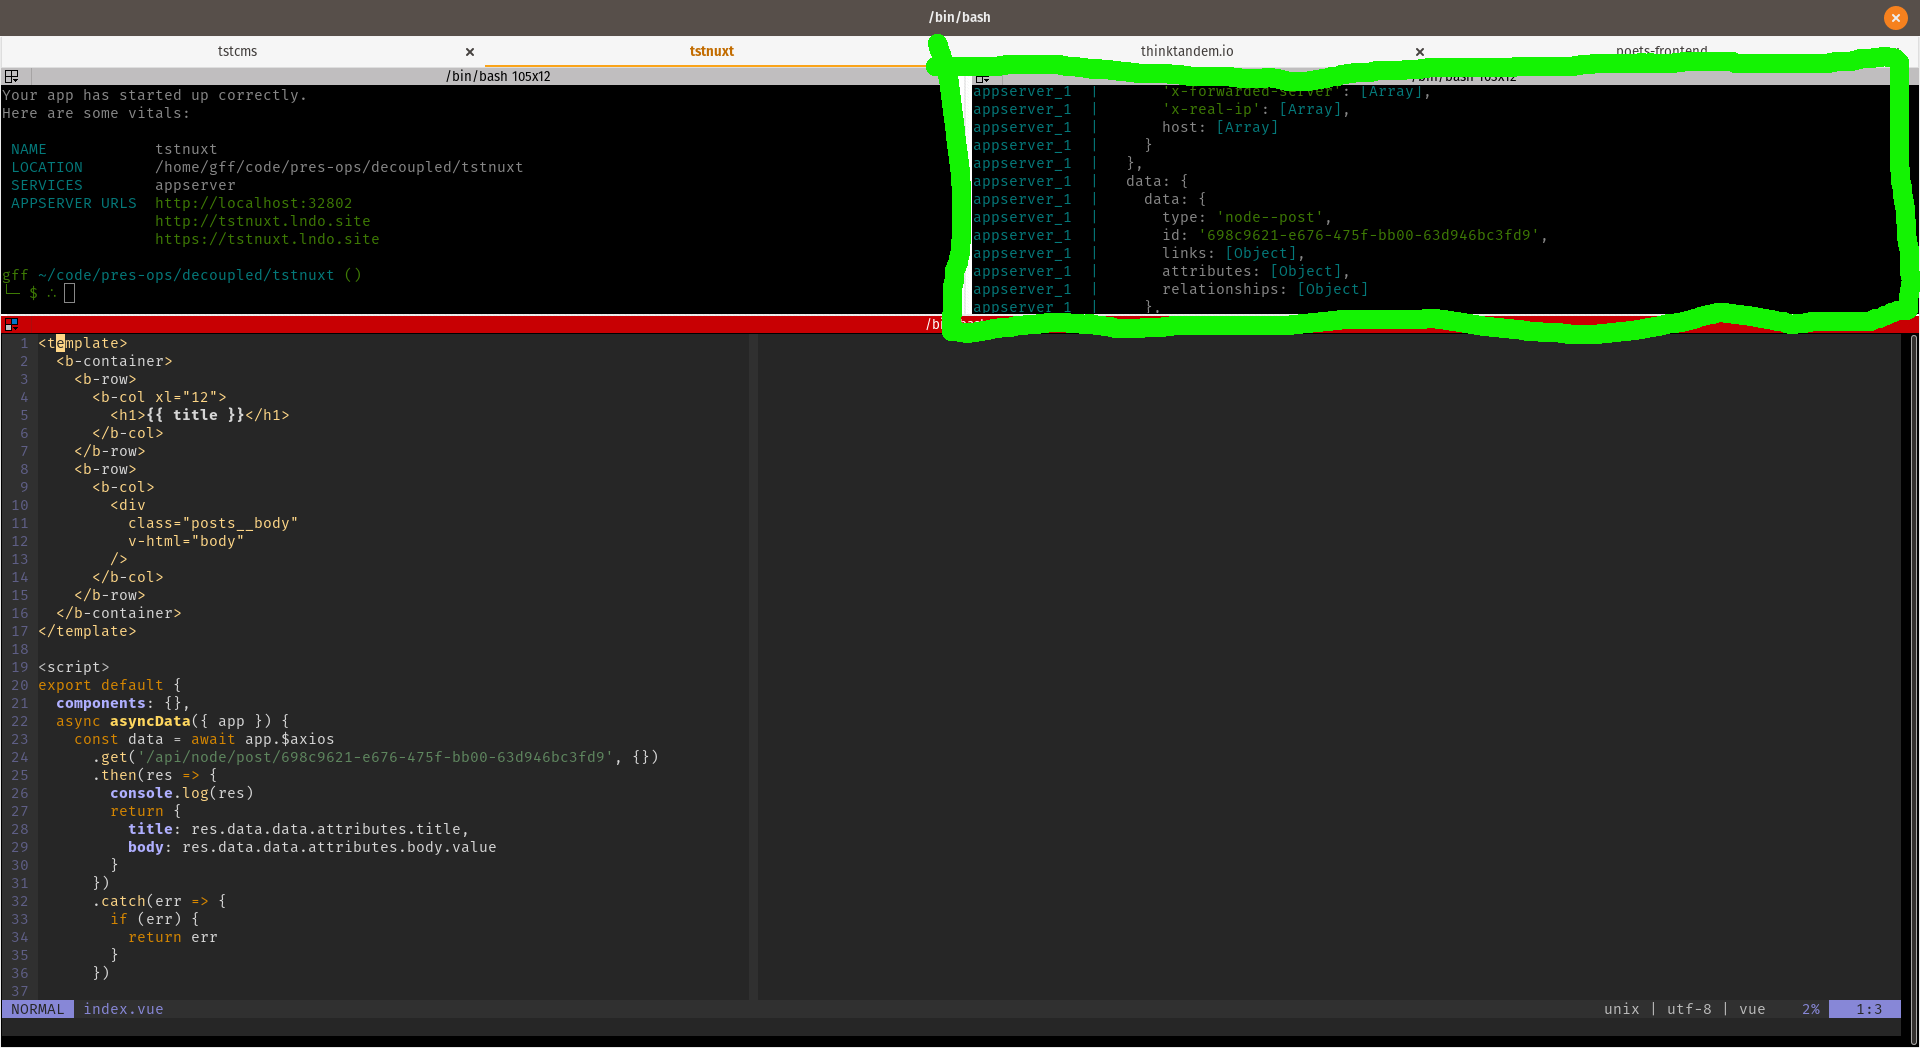 /bin/bash
tstcms
tstnuxt
thinktandem.io
poets-frontend
/bin/bash 105x12
Your app has started up correctly.
Here are some vitals:
NAME tstnuxt
LOCATION /home/gff/code/pres-ops/decoupled/tstnuxt
SERVICES appserver
APPSERVER URLS http://localhost:32802
http://tstnuxt.lndo.site
https://tstnuxt.lndo.site
gff ~/code/pres-ops/decoupled/tstnuxt ()
└─ $ ∴
/bin/bash 105x12
appserver_1 | 'x-forwarded-server': [Array],
appserver_1 | 'x-real-ip': [Array],
appserver_1 | host: [Array]
appserver_1 | }
appserver_1 | },
appserver_1 | data: {
appserver_1 | data: {
appserver_1 | type: 'node--post',
appserver_1 | id: '698c9621-e676-475f-bb00-63d946bc3fd9',
appserver_1 | links: [Object],
appserver_1 | attributes: [Object],
appserver_1 | relationships: [Object]
appserver_1 | },
1 <template>
2 <b-container>
3 <b-row>
4 <b-col xl="12">
5 <h1>{{ title }}</h1>
6 </b-col>
7 </b-row>
8 <b-row>
9 <b-col>
10 <div
11 class="posts__body"
12 v-html="body"
13 />
14 </b-col>
15 </b-row>
16 </b-container>
17 </template>
18
19 <script>
20 export default {
21 components: {},
22 async asyncData({ app }) {
23 const data = await app.$axios
24 .get('/api/node/post/698c9621-e676-475f-bb00-63d946bc3fd9', {})
25 .then(res => {
26 console.log(res)
27 return {
28 title: res.data.data.attributes.title,
29 body: res.data.data.attributes.body.value
30 }
31 })
32 .catch(err => {
33 if (err) {
34 return err
35 }
36 })
37
NORMAL index.vue unix | utf-8 | vue 2% 1:3